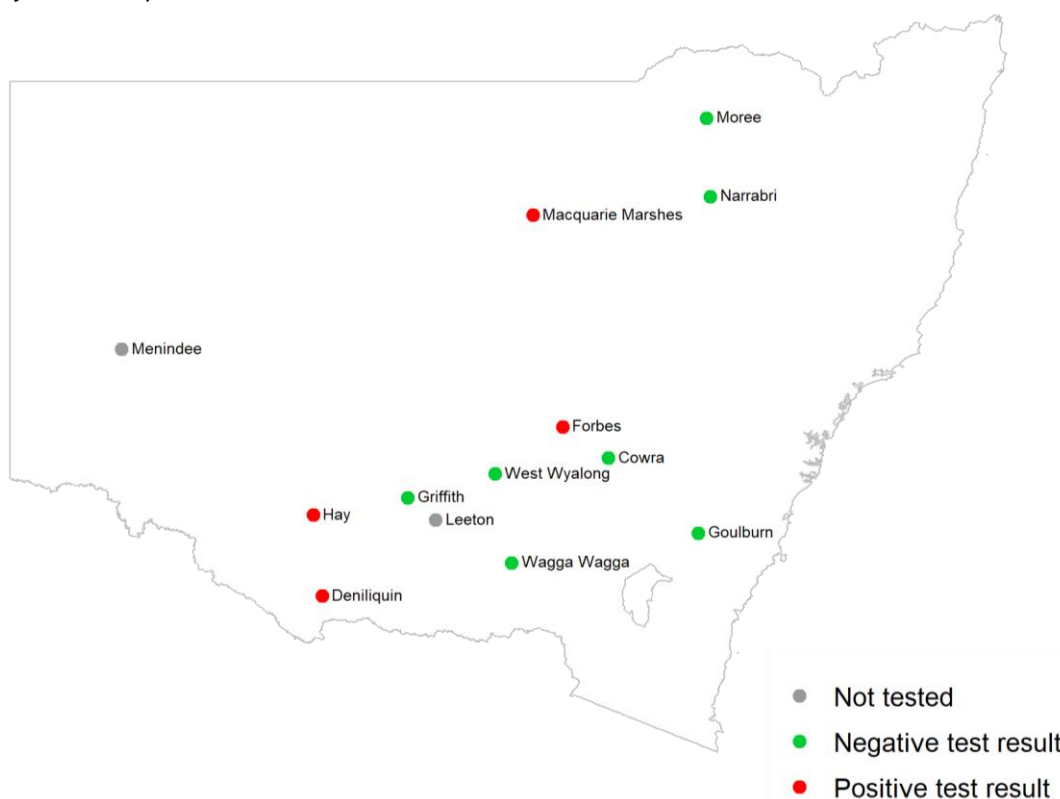 Moree
Narrabri
Macquarie Marshes
Menindee
Forbes
Cowra
West Wyalong
Griffith
Hay
Leeton
Goulburn
Wagga Wagga
Deniliquin
Not tested
Negative test result
Positive test result